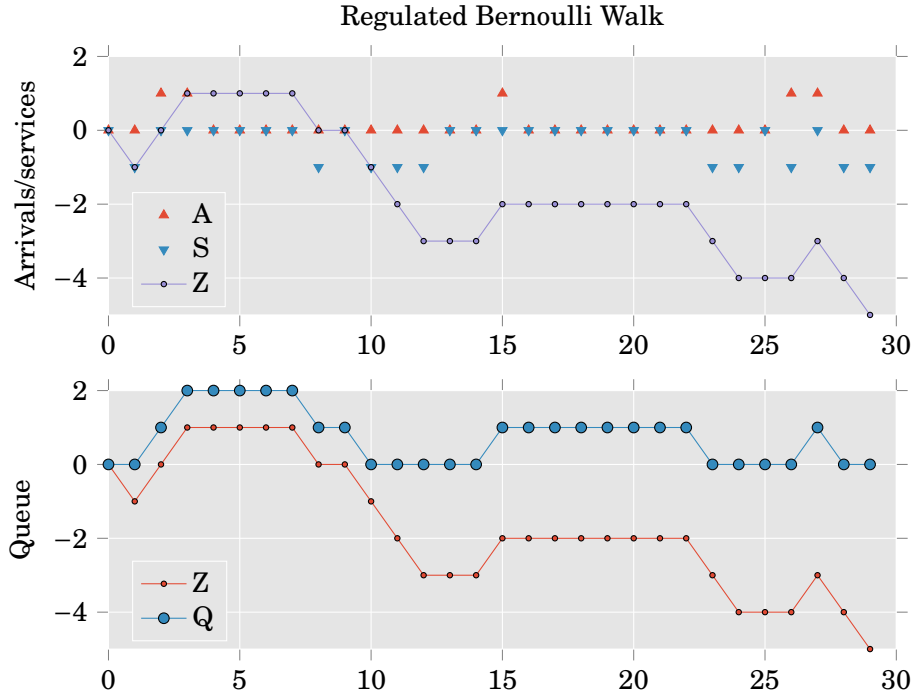 Regulated Bernoulli Walk
Arrivals/services
2
0
−2
−4
A
S
Z
0 5 10 15 20 25 30
Queue
2
0
−2
−4
Z
Q
0 5 10 15 20 25 30